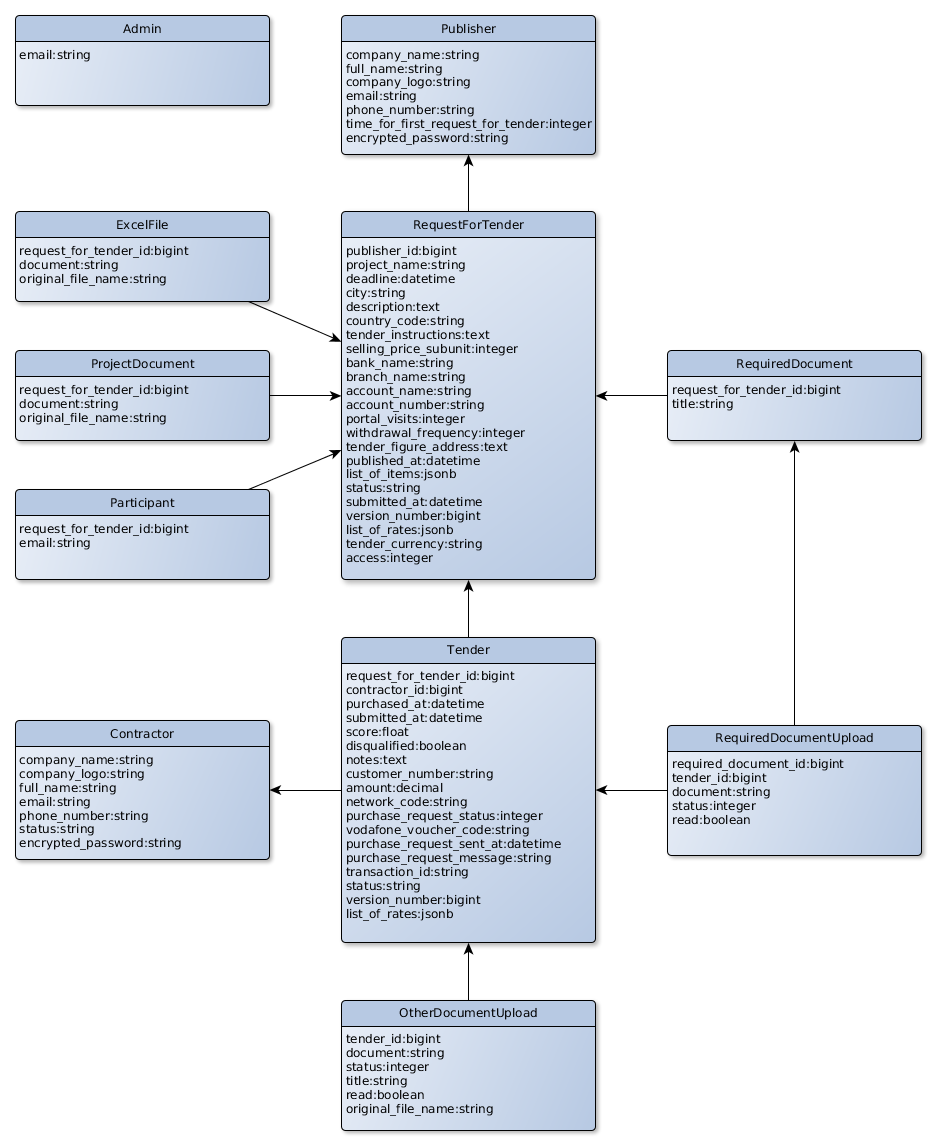 Admin
email:string
Publisher
company_name:string
full_name:string
company_logo:string
email:string
phone_number:string
time_for_first_request_for_tender:integer
encrypted_password:string
ExcelFile
request_for_tender_id:bigint
document:string
original_file_name:string
RequestForTender
publisher_id:bigint
project_name:string
deadline:datetime
city:string
description:text
country_code:string
tender_instructions:text
selling_price_subunit:integer
bank_name:string
branch_name:string
account_name:string
account_number:string
portal_visits:integer
withdrawal_frequency:integer
tender_figure_address:text
published_at:datetime
list_of_items:jsonb
status:string
submitted_at:datetime
version_number:bigint
list_of_rates:jsonb
tender_currency:string
access:integer
ProjectDocument
request_for_tender_id:bigint
document:string
original_file_name:string
RequiredDocument
request_for_tender_id:bigint
title:string
Participant
request_for_tender_id:bigint
email:string
Tender
request_for_tender_id:bigint
contractor_id:bigint
purchased_at:datetime
submitted_at:datetime
score:float
disqualified:boolean
notes:text
customer_number:string
amount:decimal
network_code:string
purchase_request_status:integer
vodafone_voucher_code:string
purchase_request_sent_at:datetime
purchase_request_message:string
transaction_id:string
status:string
version_number:bigint
list_of_rates:jsonb
Contractor
company_name:string
company_logo:string
full_name:string
email:string
phone_number:string
status:string
encrypted_password:string
RequiredDocumentUpload
required_document_id:bigint
tender_id:bigint
document:string
status:integer
read:boolean
OtherDocumentUpload
tender_id:bigint
document:string
status:integer
title:string
read:boolean
original_file_name:string